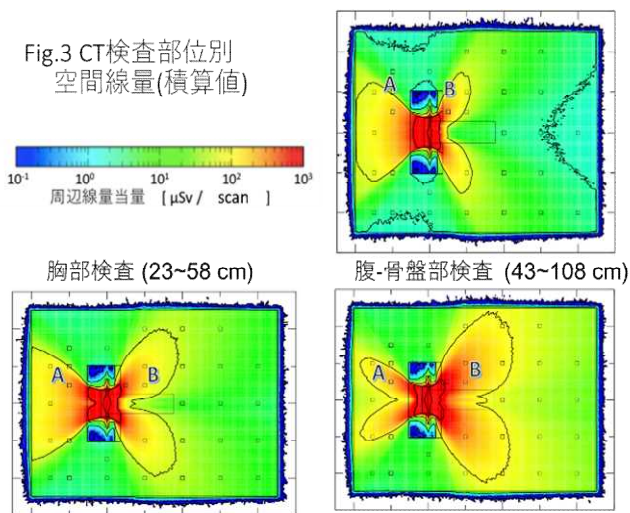 Fig.3 CT検査部位別
空間線量(積算値)
10⁻¹ 10⁰ 10¹ 10² 10³
周辺線量当量 [ μSv / scan ]
A B
胸部検査 (23~58 cm)
腹-骨盤部検査 (43~108 cm)
A B
A B